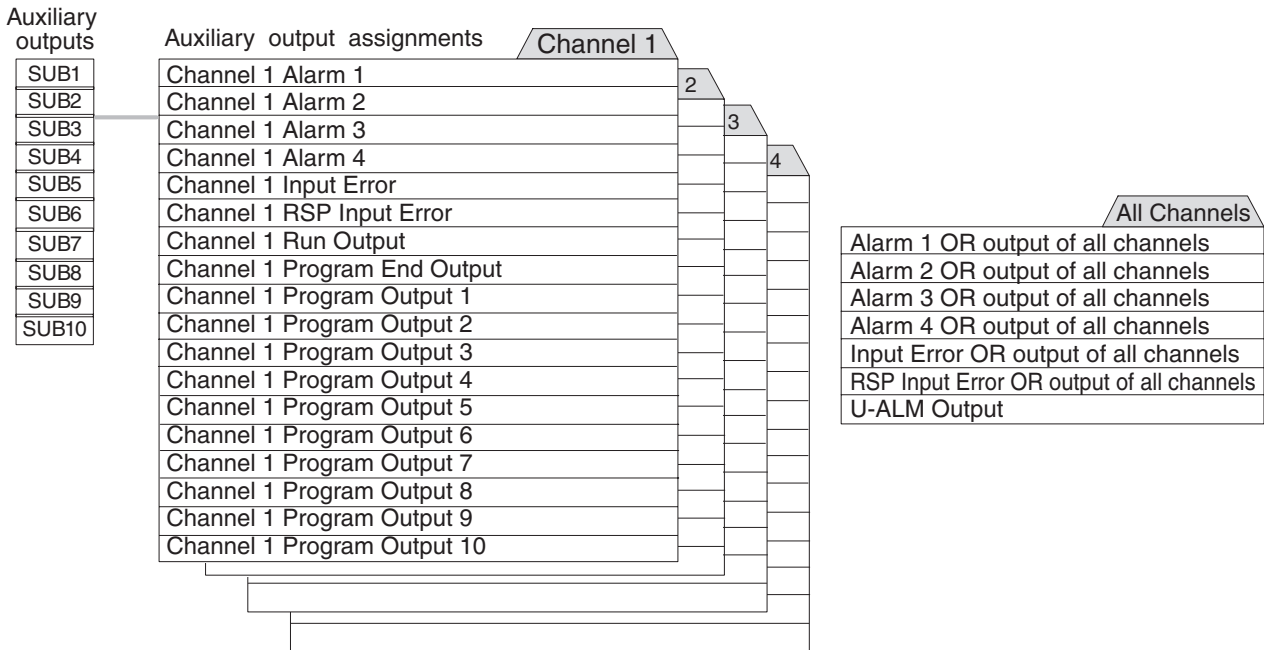 Auxiliary
outputs
SUB1
SUB2
SUB3
SUB4
SUB5
SUB6
SUB7
SUB8
SUB9
SUB10
Auxiliary output assignments
Channel 1
Channel 1 Alarm 1
Channel 1 Alarm 2
Channel 1 Alarm 3
Channel 1 Alarm 4
Channel 1 Input Error
Channel 1 RSP Input Error
Channel 1 Run Output
Channel 1 Program End Output
Channel 1 Program Output 1
Channel 1 Program Output 2
Channel 1 Program Output 3
Channel 1 Program Output 4
Channel 1 Program Output 5
Channel 1 Program Output 6
Channel 1 Program Output 7
Channel 1 Program Output 8
Channel 1 Program Output 9
Channel 1 Program Output 10
2
3
4
All Channels
Alarm 1 OR output of all channels
Alarm 2 OR output of all channels
Alarm 3 OR output of all channels
Alarm 4 OR output of all channels
Input Error OR output of all channels
RSP Input Error OR output of all channels
U-ALM Output